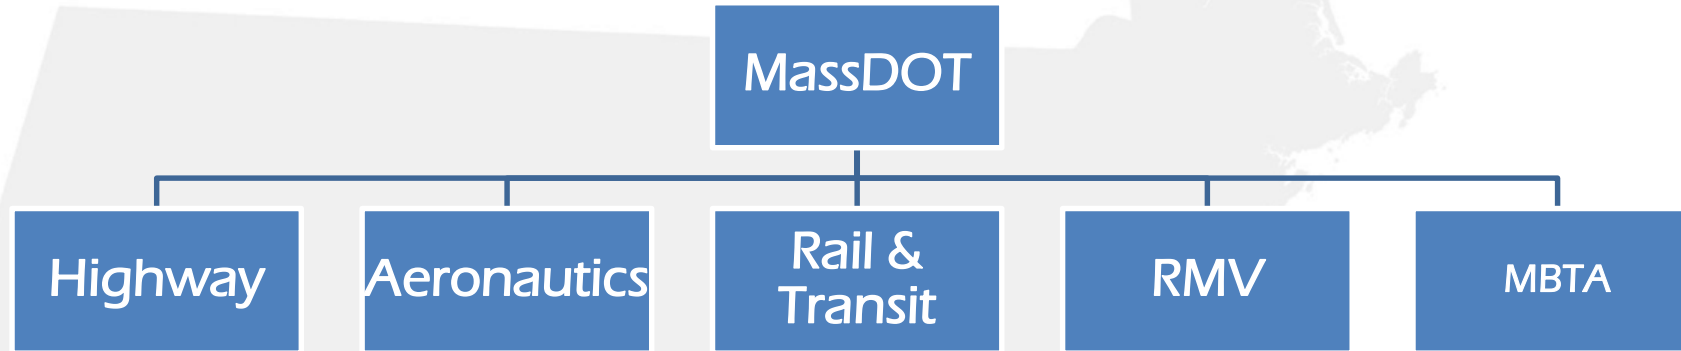 MassDOT
Highway
Aeronautics
Rail &
Transit
RMV
MBTA